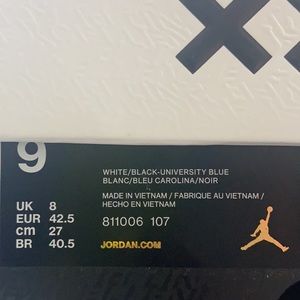 9
WHITE/BLACK-UNIVERSITY BLUE
BLANC/BLEU CAROLINA/NOIR
MADE IN VIETNAM / FABRIQUE AU VIETNAM /
HECHO EN VIETNAM
UK 8
EUR 42.5
cm 27
BR 40.5
811006 107
JORDAN.COM